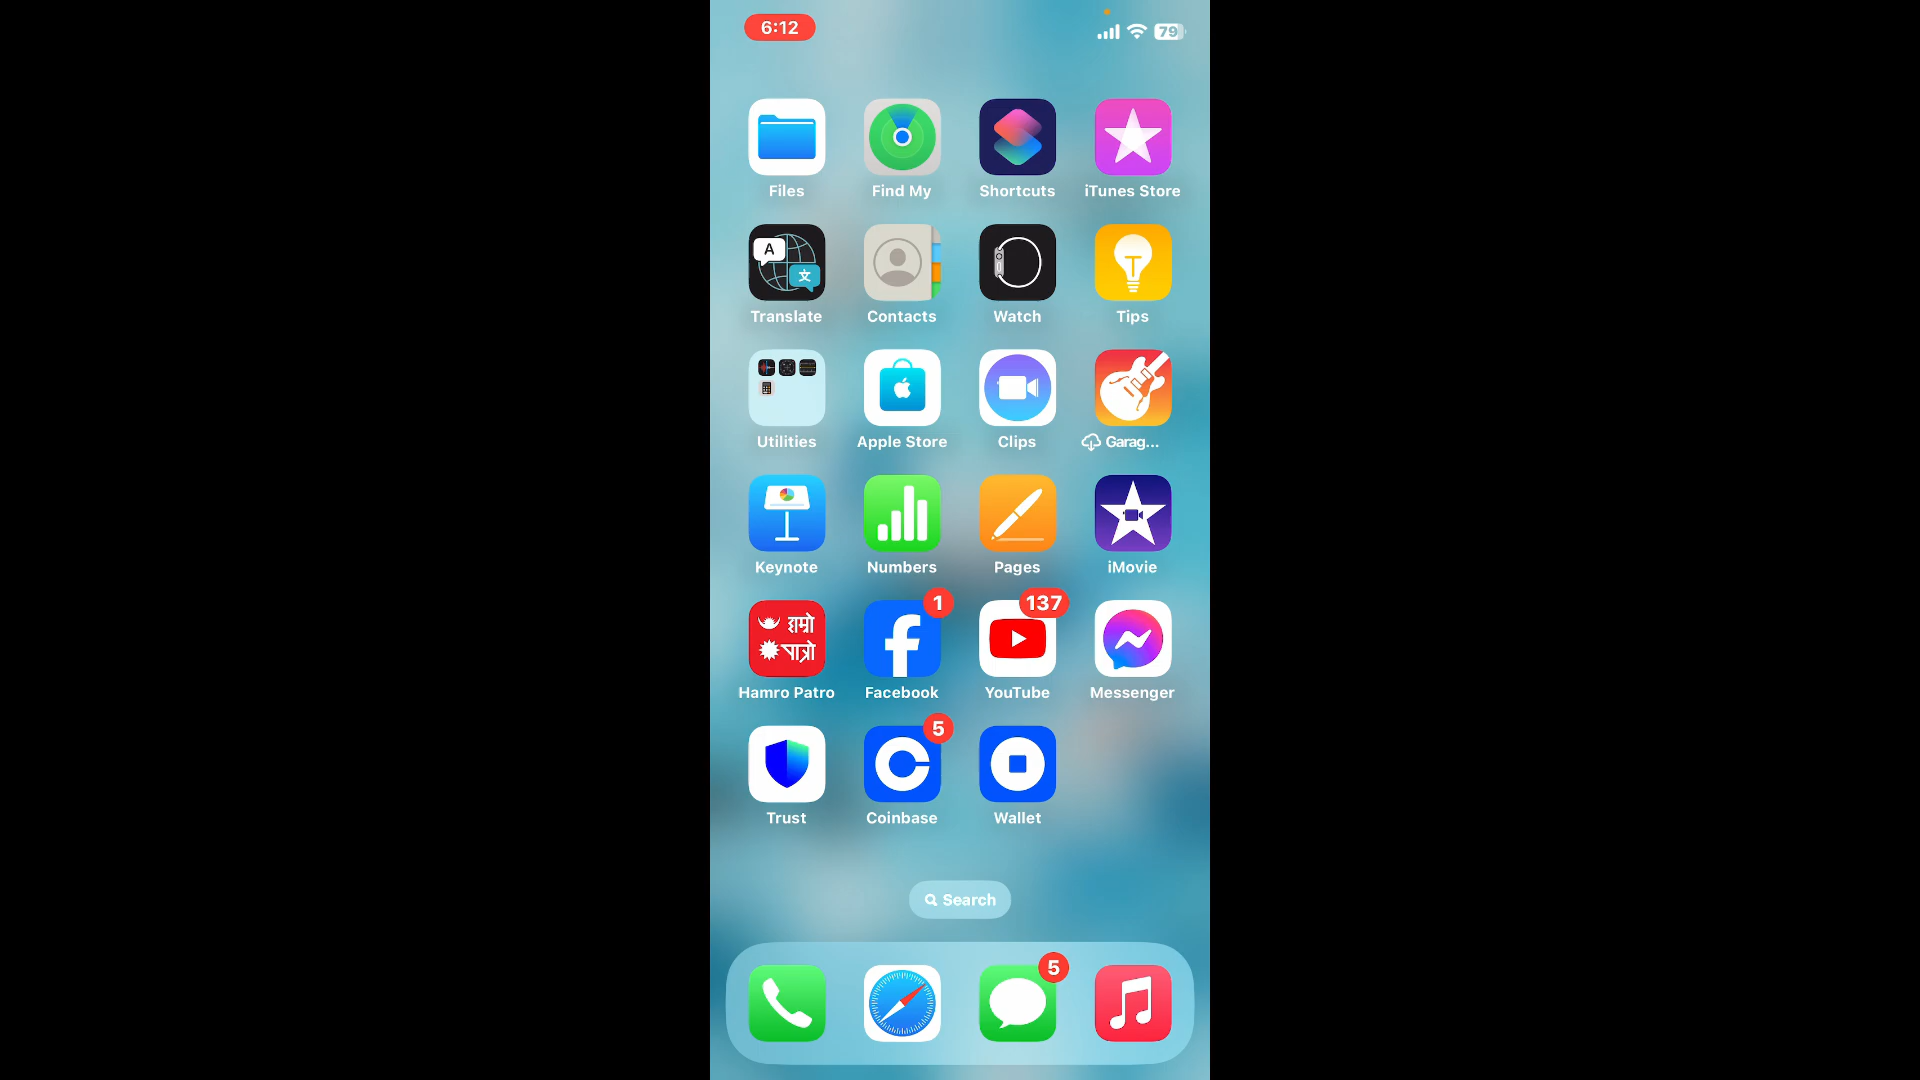 6:12
79
Files
Find My
Shortcuts
iTunes Store
A
文
Translate
Contacts
Watch
Tips
Utilities
Apple Store
Clips
Garag...
Keynote
Numbers
Pages
iMovie
हाम्रो
पात्रो
1
137
Hamro Patro
Facebook
YouTube
Messenger
5
Trust
Coinbase
Wallet
Search
5